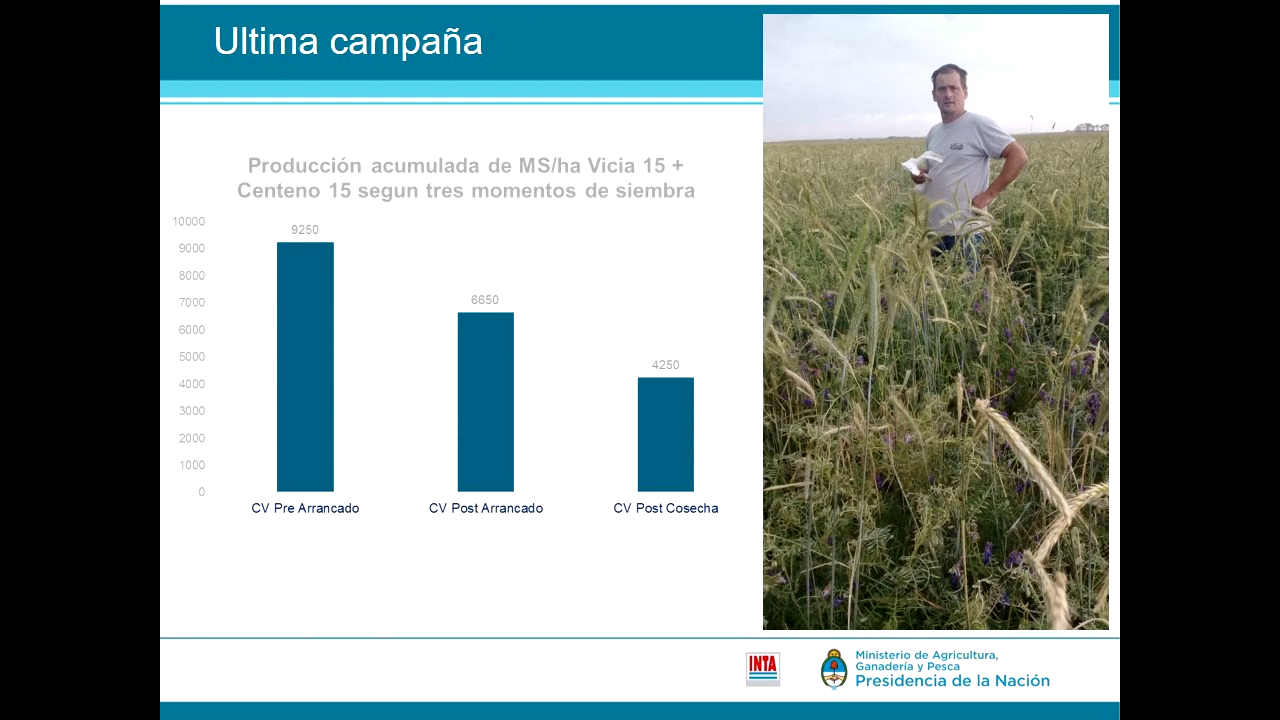 Ultima campaña
Producción acumulada de MS/ha Vicia 15 +
Centeno 15 segun tres momentos de siembra
10000
9000
8000
7000
6000
5000
4000
3000
2000
1000
0
9250
6650
4250
CV Pre Arrancado
CV Post Arrancado
CV Post Cosecha
INTA
Ministerio de Agricultura,
Ganadería y Pesca
Presidencia de la Nación